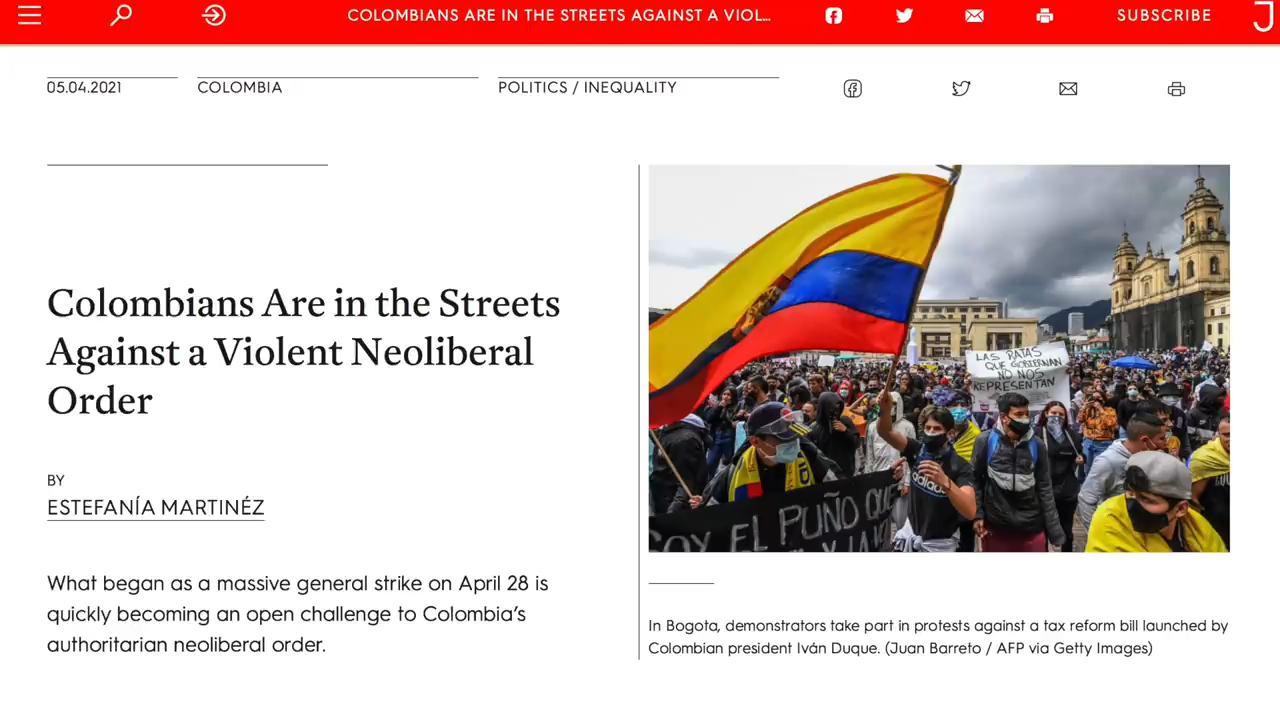 COLOMBIANS ARE IN THE STREETS AGAINST A VIOL...
SUBSCRIBE
J
05.04.2021
COLOMBIA
POLITICS / INEQUALITY
Colombians Are in the Streets
Against a Violent Neoliberal
Order
BY
ESTEFANÍA MARTINÉZ
What began as a massive general strike on April 28 is
quickly becoming an open challenge to Colombia's
authoritarian neoliberal order.
LAS RATAS
QUE GOBIERNAN
NO NOS
REPRESENTAN
adidas
SOY EL PUÑO QUE
In Bogota, demonstrators take part in protests against a tax reform bill launched by
Colombian president Iván Duque. (Juan Barreto / AFP via Getty Images)